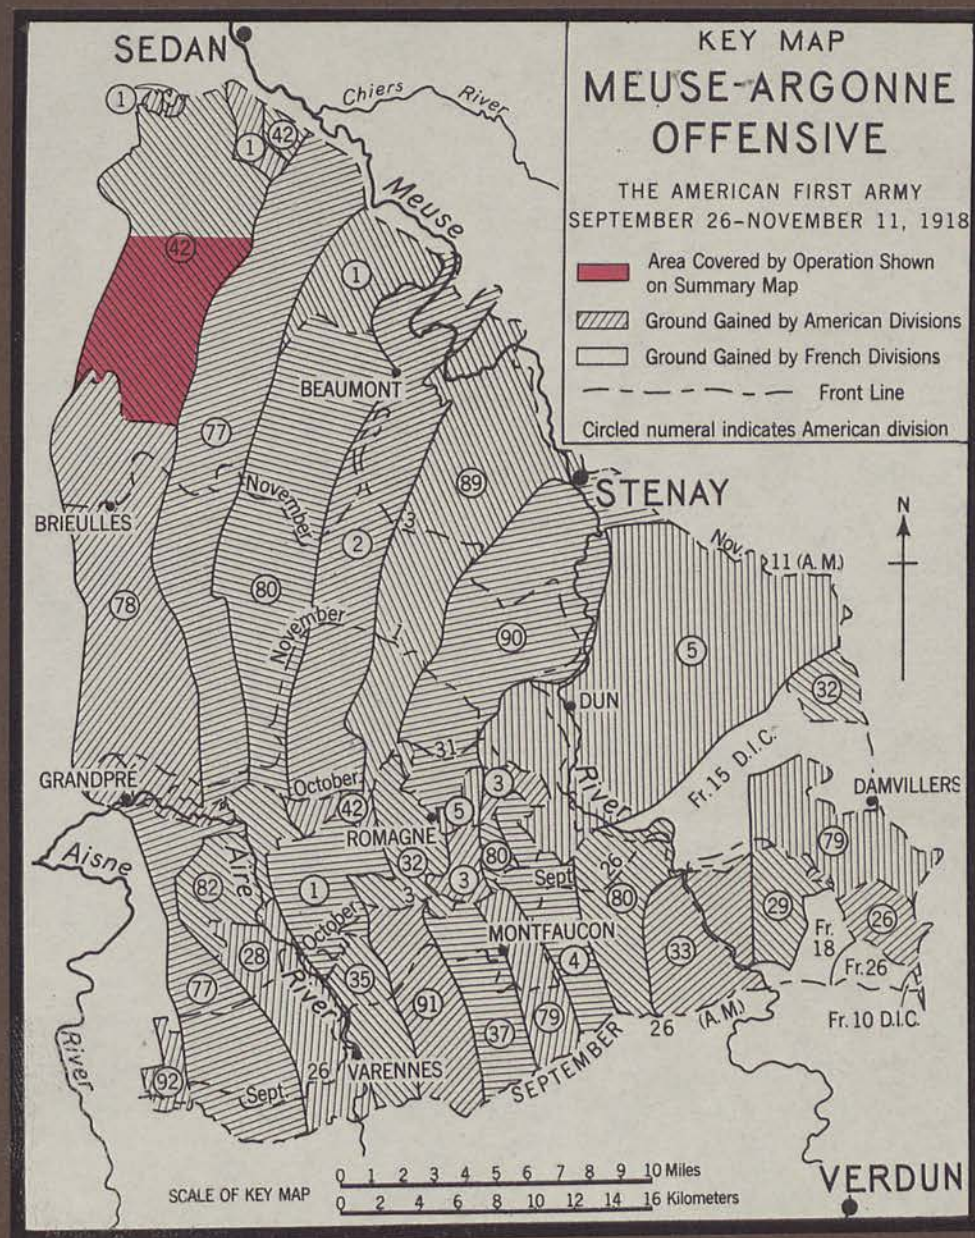 KEY MAP
MEUSE-ARGONNE
OFFENSIVE
THE AMERICAN FIRST ARMY
SEPTEMBER 26–NOVEMBER 11, 1918
Area Covered by Operation Shown
on Summary Map
Ground Gained by American Divisions
Ground Gained by French Divisions
Front Line
Circled numeral indicates American division
SEDAN
Chiers River
1
1
42
Meuse
42
1
BEAUMONT
77
89
STENAY
N
November
3
BRIEULLES
2
Nov. 11 (A.M.)
80
78
November
1
90
5
32
DUN
31
Fr. 15 D.I.C.
GRANDPRÉ
October
3
River
DAMVILLERS
42
5
ROMAGNE
Aisne
Aire
32
80
79
26
82
1
3
Sept.
80
29
26
3
October
MONTFAUCON
28
33
Fr.
18
River
35
4
Fr. 26
77
91
37
79
26
(A.M.)
Fr. 10 D.I.C.
River
SEPTEMBER
VARENNES
92
26
Sept.
VERDUN
SCALE OF KEY MAP
0 1 2 3 4 5 6 7 8 9 10 Miles
0 2 4 6 8 10 12 14 16 Kilometers